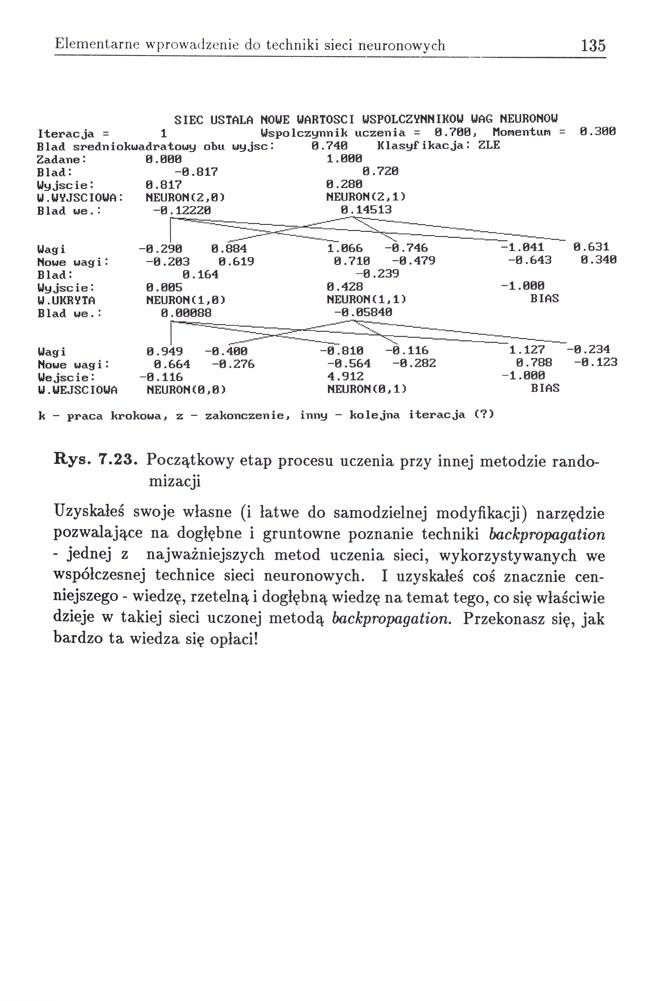 Elementarne wprowadzenie do techniki sieci neuronowych 135
SIEC USTALA NOWE WARTOSCI WSPOLCZYNNIKOW WAG NEURONOW
Iteracja = 1 Wspolczynnik uczenia = 0.700, Momentum = 0.300
Blad sredniokwadratowy obu wyjsc: 0.740 Klasyfikacja: ZLE
Zadane: 0.000 1.000
Blad: -0.817 0.720
Wyjscie: 0.817 0.280
W.WYJSCIOWA: NEURON(2,0) NEURON(2,1)
Blad we.: -0.12220 0.14513
Wagi -0.290 0.884 1.066 -0.746 -1.041 0.631
Nowe wagi: -0.203 0.619 0.710 -0.479 -0.643 0.340
Blad: 0.164 -0.239
Wyjscie: 0.005 0.428 -1.000
W.UKRYTA NEURON(1,0) NEURON(1,1) BIAS
Blad we.: 0.00088 -0.05840
Wagi 0.949 -0.400 -0.810 -0.116 1.127 -0.234
Nowe wagi: 0.664 -0.276 -0.564 -0.282 0.788 -0.123
Wejscie: -0.116 4.912 -1.000
W.WEJSCIOWA NEURON(0,0) NEURON(0,1) BIAS
k - praca krokowa, z - zakonczenie, inny - kolejna iteracja (?)
Rys. 7.23. Początkowy etap procesu uczenia przy innej metodzie rando-
mizacji
Uzyskałeś swoje własne (i łatwe do samodzielnej modyfikacji) narzędzie
pozwalające na dogłębne i gruntowne poznanie techniki backpropagation
- jednej z najważniejszych metod uczenia sieci, wykorzystywanych we
współczesnej technice sieci neuronowych. I uzyskałeś coś znacznie cen-
niejszego - wiedzę, rzetelną i dogłębną wiedzę na temat tego, co się właściwie
dzieje w takiej sieci uczonej metodą backpropagation. Przekonasz się, jak
bardzo ta wiedza się opłaci!